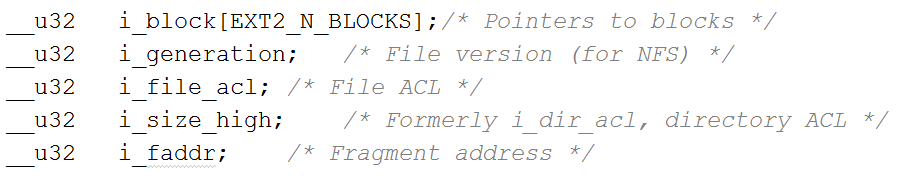 __u32 i_block[EXT2_N_BLOCKS];/* Pointers to blocks */
__u32 i_generation; /* File version (for NFS) */
__u32 i_file_acl; /* File ACL */
__u32 i_size_high; /* Formerly i_dir_acl, directory ACL */
__u32 i_faddr; /* Fragment address */